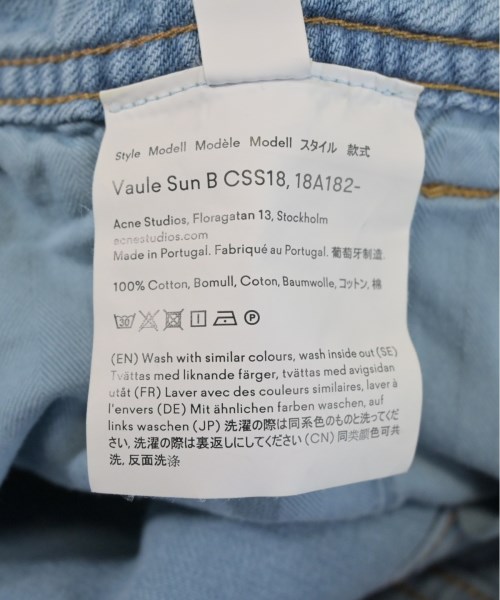 Style Modell Modèle Modell スタイル 款式
Vaule Sun B CSS18, 18A182-
Acne Studios, Floragatan 13, Stockholm
acnestudios.com
Made in Portugal. Fabriqué au Portugal. 葡萄牙制造.
100% Cotton, Bomull, Coton, Baumwolle, コットン, 棉
30 P
(EN) Wash with similar colours, wash inside out (SE)
Tvättas med liknande färger, tvättas med avigsidan
utåt (FR) Laver avec des couleurs similaires, laver à
l'envers (DE) Mit ähnlichen farben waschen, auf
links waschen (JP) 洗濯の際は同系色のものと洗ってくだ
さい, 洗濯の際は裏返しにしてください (CN) 同类颜色可共
洗, 反面洗涤